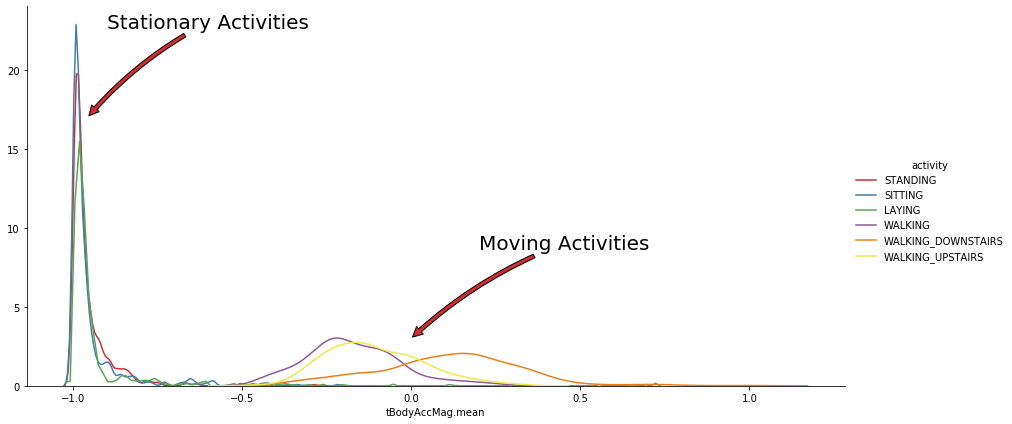 Stationary Activities
Moving Activities
20
15
10
5
0
−1.0
−0.5
0.0
0.5
1.0
tBodyAccMag.mean
activity
STANDING
SITTING
LAYING
WALKING
WALKING_DOWNSTAIRS
WALKING_UPSTAIRS